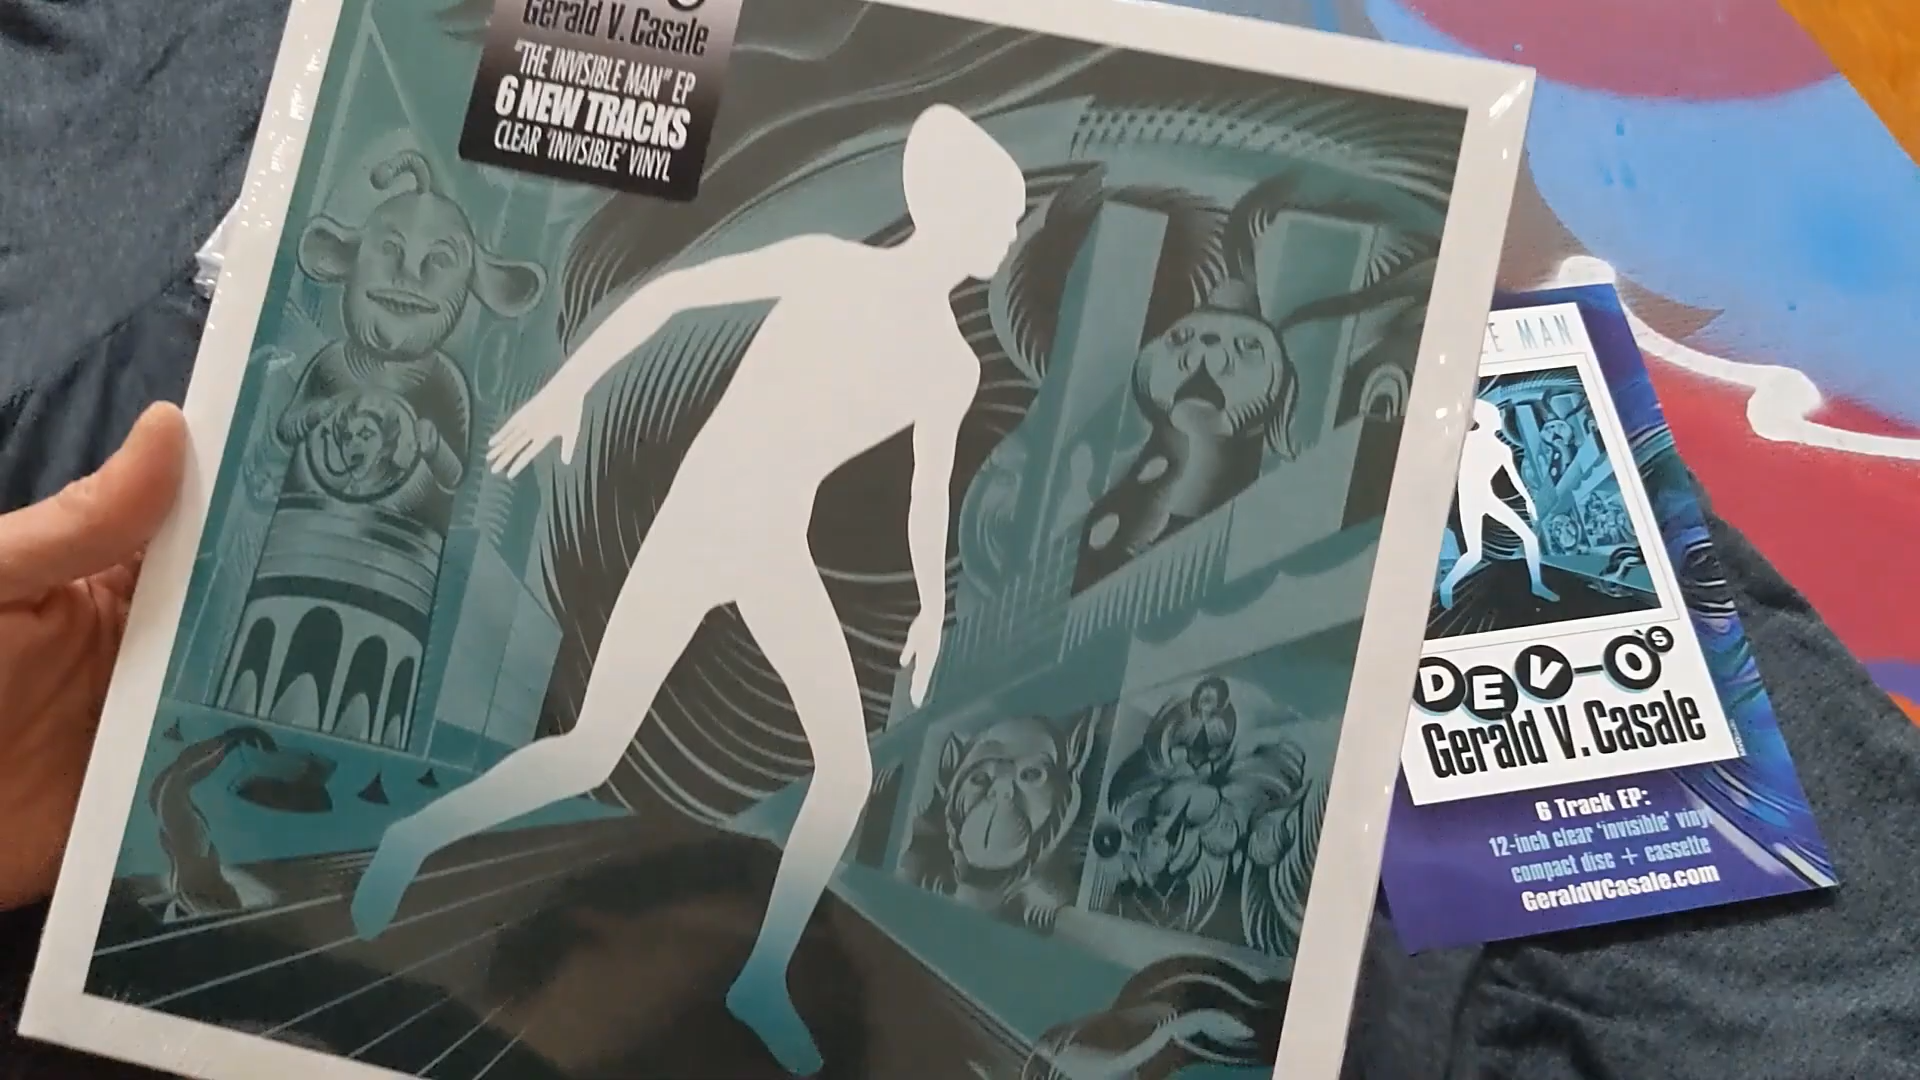 Gerald V. Casale
"THE INVISIBLE MAN" EP
6 NEW TRACKS
CLEAR 'INVISIBLE' VINYL
MAN
DEV-O's
Gerald V. Casale
6 Track EP:
12-inch clear 'invisible' vinyl
compact disc + cassette
GeraldVCasale.com